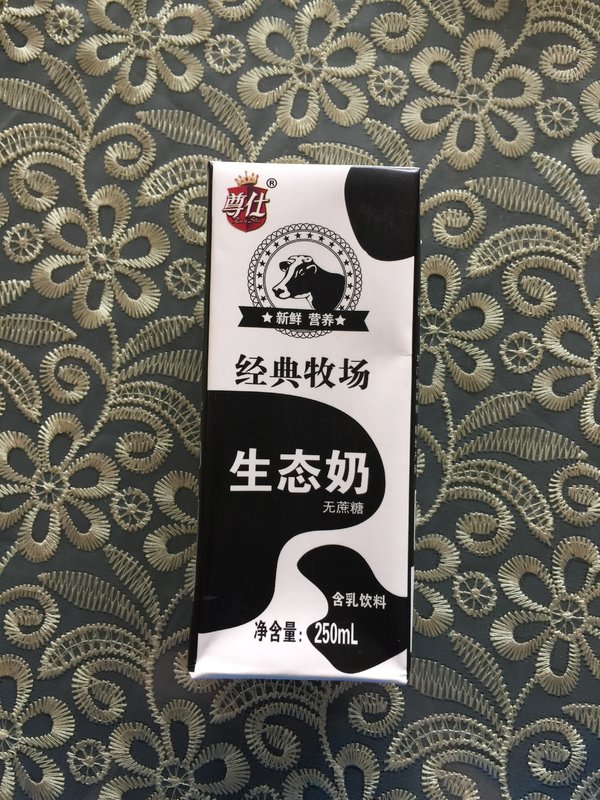 尊仕®
★新鲜 营养★
经典牧场
生态奶
无蔗糖
含乳饮料
净含量：250mL